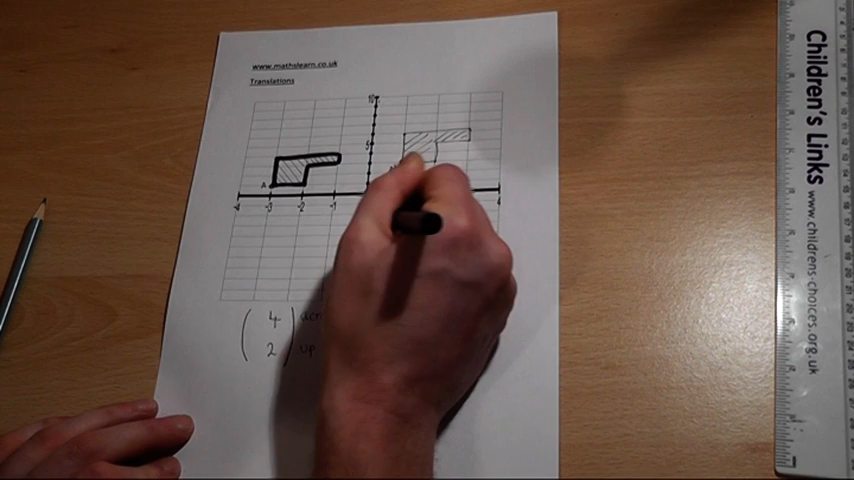 www.mathslearn.co.uk
Translations
10
5
A
-4 -3 -2 -1 4
4
2 up
Children's Links www.childrens-choices.org.uk